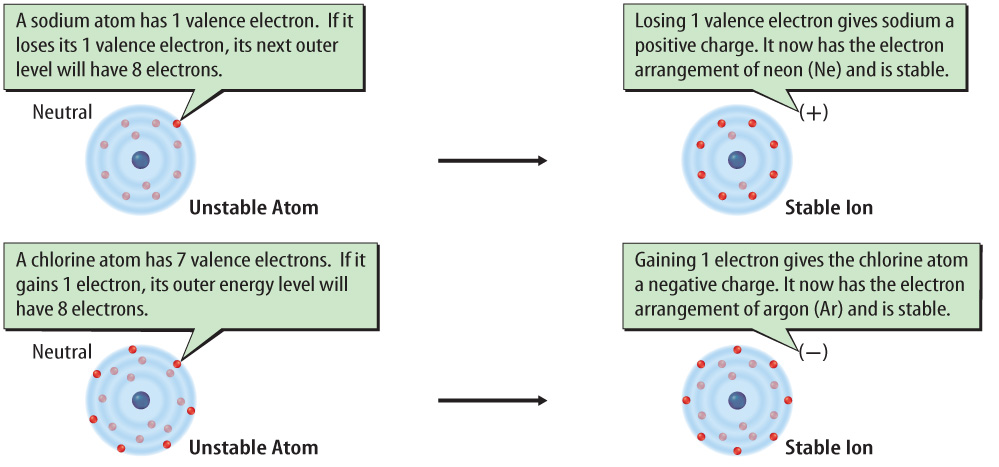 A sodium atom has 1 valence electron. If it
loses its 1 valence electron, its next outer
level will have 8 electrons.
Neutral
Unstable Atom
Losing 1 valence electron gives sodium a
positive charge. It now has the electron
arrangement of neon (Ne) and is stable.
(+)
Stable Ion
A chlorine atom has 7 valence electrons. If it
gains 1 electron, its outer energy level will
have 8 electrons.
Neutral
Unstable Atom
Gaining 1 electron gives the chlorine atom
a negative charge. It now has the electron
arrangement of argon (Ar) and is stable.
(−)
Stable Ion